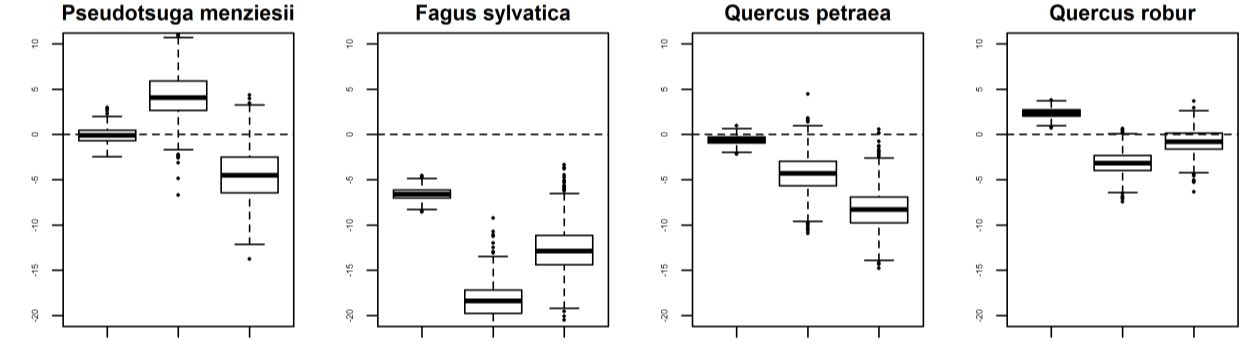 Pseudotsuga menziesii Fagus sylvatica Quercus petraea Quercus robur
10 10 10 10
5 5 5 5
0 0 0 0
-5 -5 -5 -5
-10 -10 -10 -10
-15 -15 -15 -15
-20 -20 -20 -20